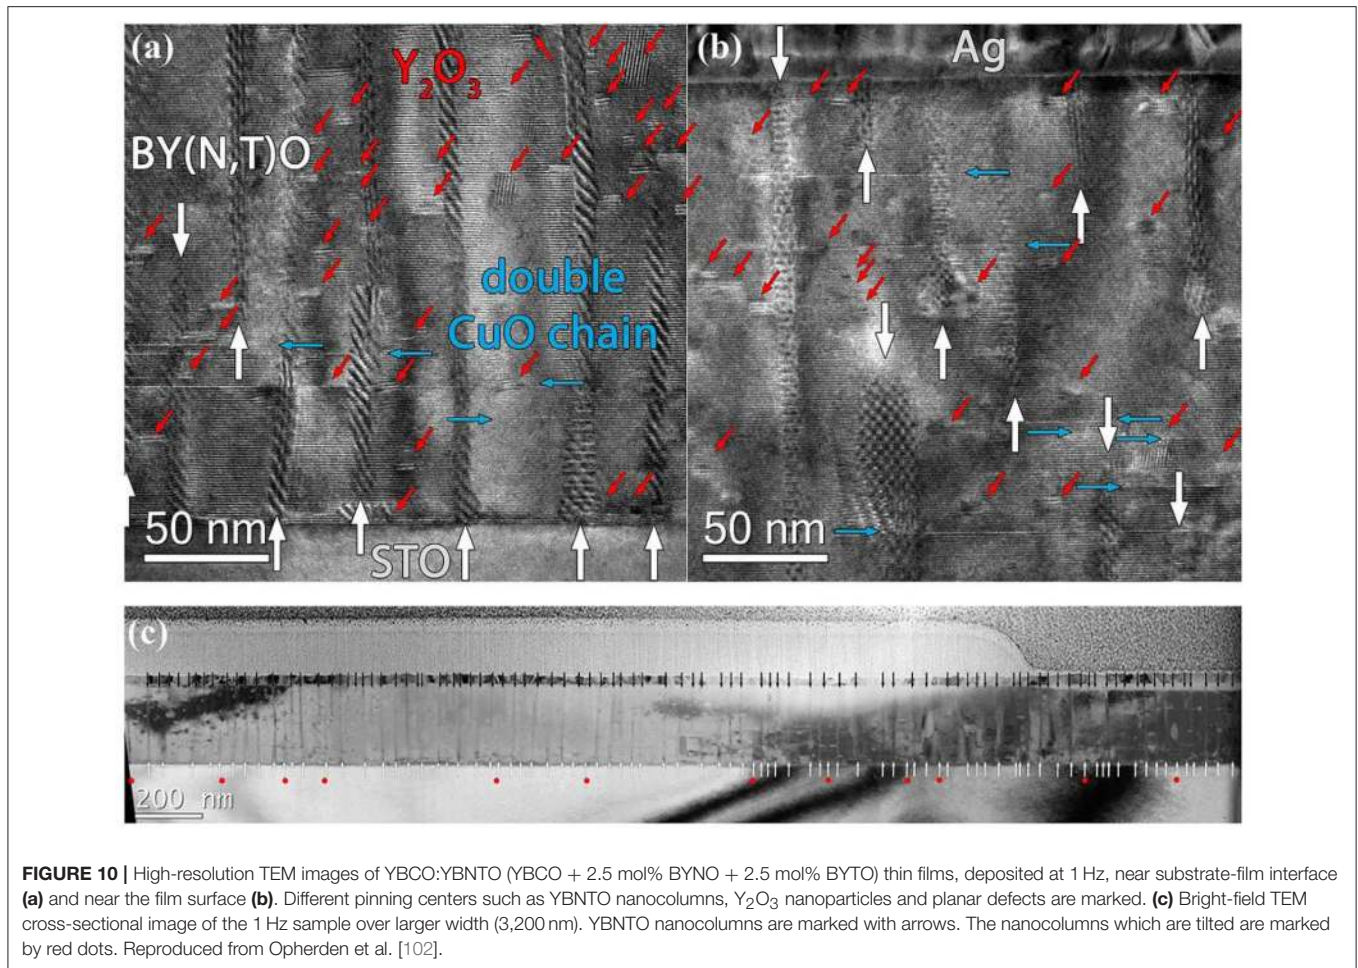 (a)
Y2O3
BY(N,T)O
double
CuO chain
50 nm
STO
(b)
Ag
50 nm
(c)
200 nm
FIGURE 10 | High-resolution TEM images of YBCO:YBNTO (YBCO + 2.5 mol% BYNO + 2.5 mol% BYTO) thin films, deposited at 1 Hz, near substrate-film interface
(a) and near the film surface (b). Different pinning centers such as YBNTO nanocolumns, Y2O3 nanoparticles and planar defects are marked. (c) Bright-field TEM
cross-sectional image of the 1 Hz sample over larger width (3,200 nm). YBNTO nanocolumns are marked with arrows. The nanocolumns which are tilted are marked
by red dots. Reproduced from Opherden et al. [102].